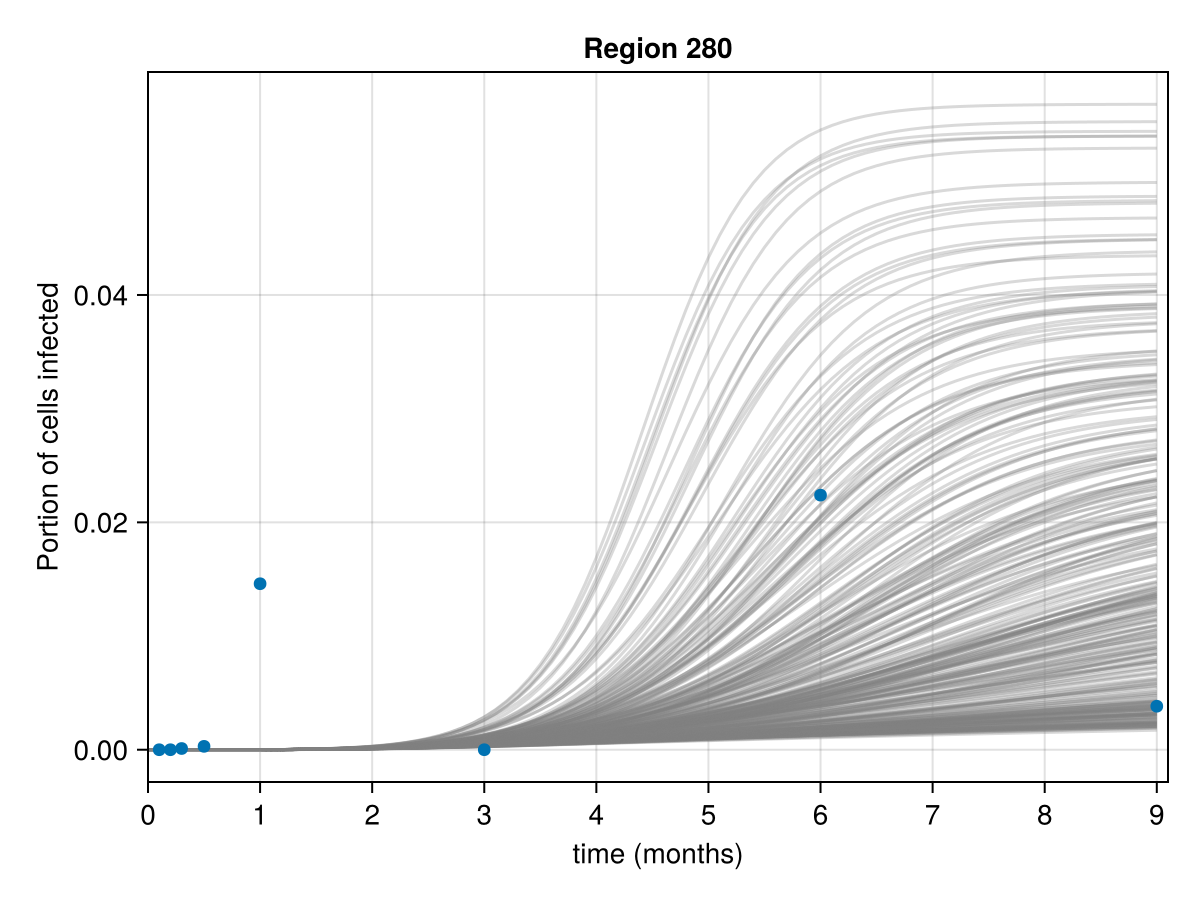 Region 280
Portion of cells infected
0.04
0.02
0.00
0 1 2 3 4 5 6 7 8 9
time (months)